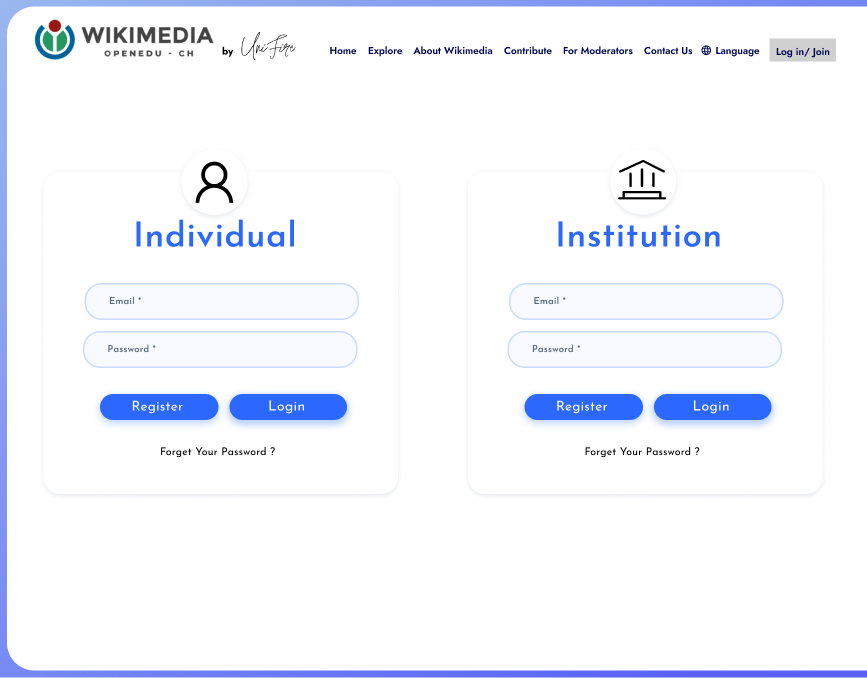 WIKIMEDIA
OPENEDU - CH
by UniFire
Home Explore About Wikimedia Contribute For Moderators Contact Us Language Log in/ Join
Individual
Email *
Password *
Register Login
Forget Your Password ?
Institution
Email *
Password *
Register Login
Forget Your Password ?